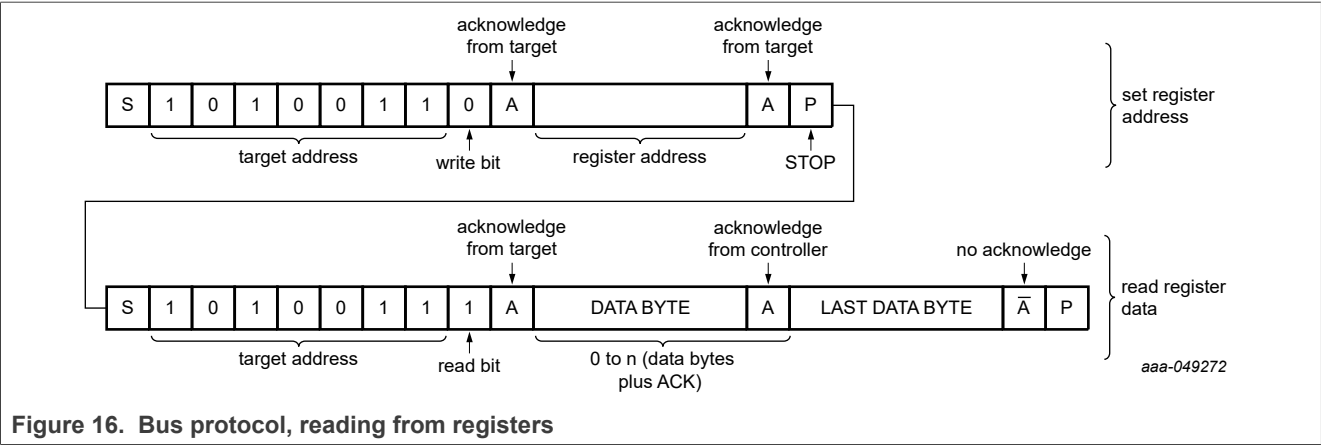 acknowledge
from target
acknowledge
from target
S 1 0 1 0 0 1 1 0 A A P
target address
write bit
register address
STOP
set register
address
acknowledge
from target
acknowledge
from controller
no acknowledge
S 1 0 1 0 0 1 1 1 A DATA BYTE A LAST DATA BYTE A̅ P
target address
read bit
0 to n (data bytes
plus ACK)
read register
data
aaa-049272
Figure 16. Bus protocol, reading from registers